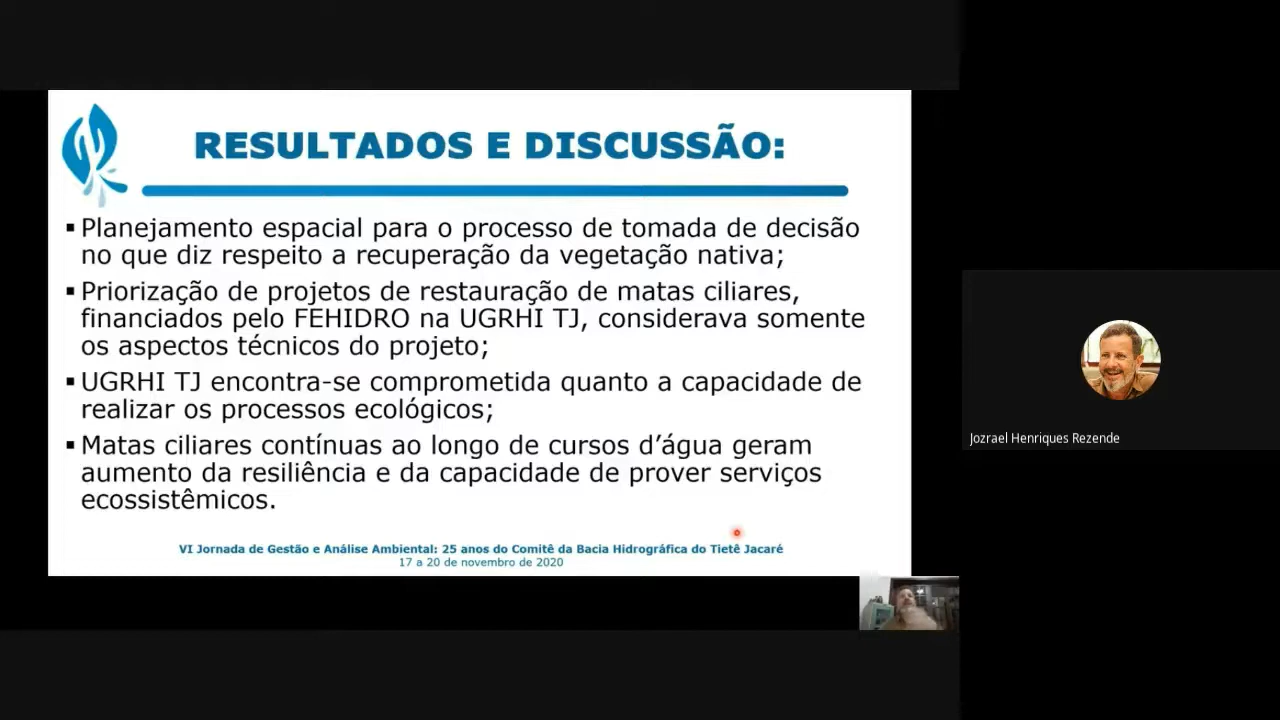 RESULTADOS E DISCUSSÃO:
▪ Planejamento espacial para o processo de tomada de decisão
no que diz respeito a recuperação da vegetação nativa;
▪ Priorização de projetos de restauração de matas ciliares,
financiados pelo FEHIDRO na UGRHI TJ, considerava somente
os aspectos técnicos do projeto;
▪ UGRHI TJ encontra-se comprometida quanto a capacidade de
realizar os processos ecológicos;
▪ Matas ciliares contínuas ao longo de cursos d’água geram
aumento da resiliência e da capacidade de prover serviços
ecossistêmicos.
VI Jornada de Gestão e Análise Ambiental: 25 anos do Comitê da Bacia Hidrográfica do Tietê Jacaré
17 a 20 de novembro de 2020
Jozrael Henriques Rezende